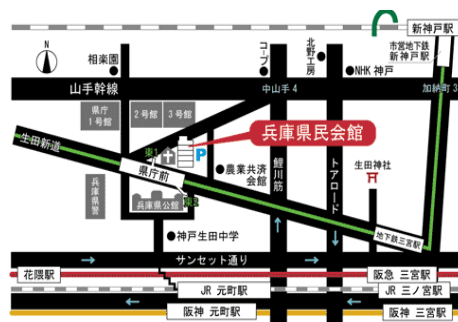 新神戸駅
市営地下鉄
新神戸駅
N
相楽園
コープ
北野工房
NHK 神戸
山手幹線
中山手 4
加納町 3
県庁
1号館
2号館
3号館
兵庫県民会館
生田新道
東1
P
県庁前
農業共済
会館
鯉川筋
トアロード
生田神社
兵庫県警
兵庫県公館
東2
神戸生田中学
地下鉄三宮駅
サンセット通り
花隈駅
阪急 三宮駅
JR 元町駅
JR 三ノ宮駅
阪神 元町駅
阪神 三宮駅